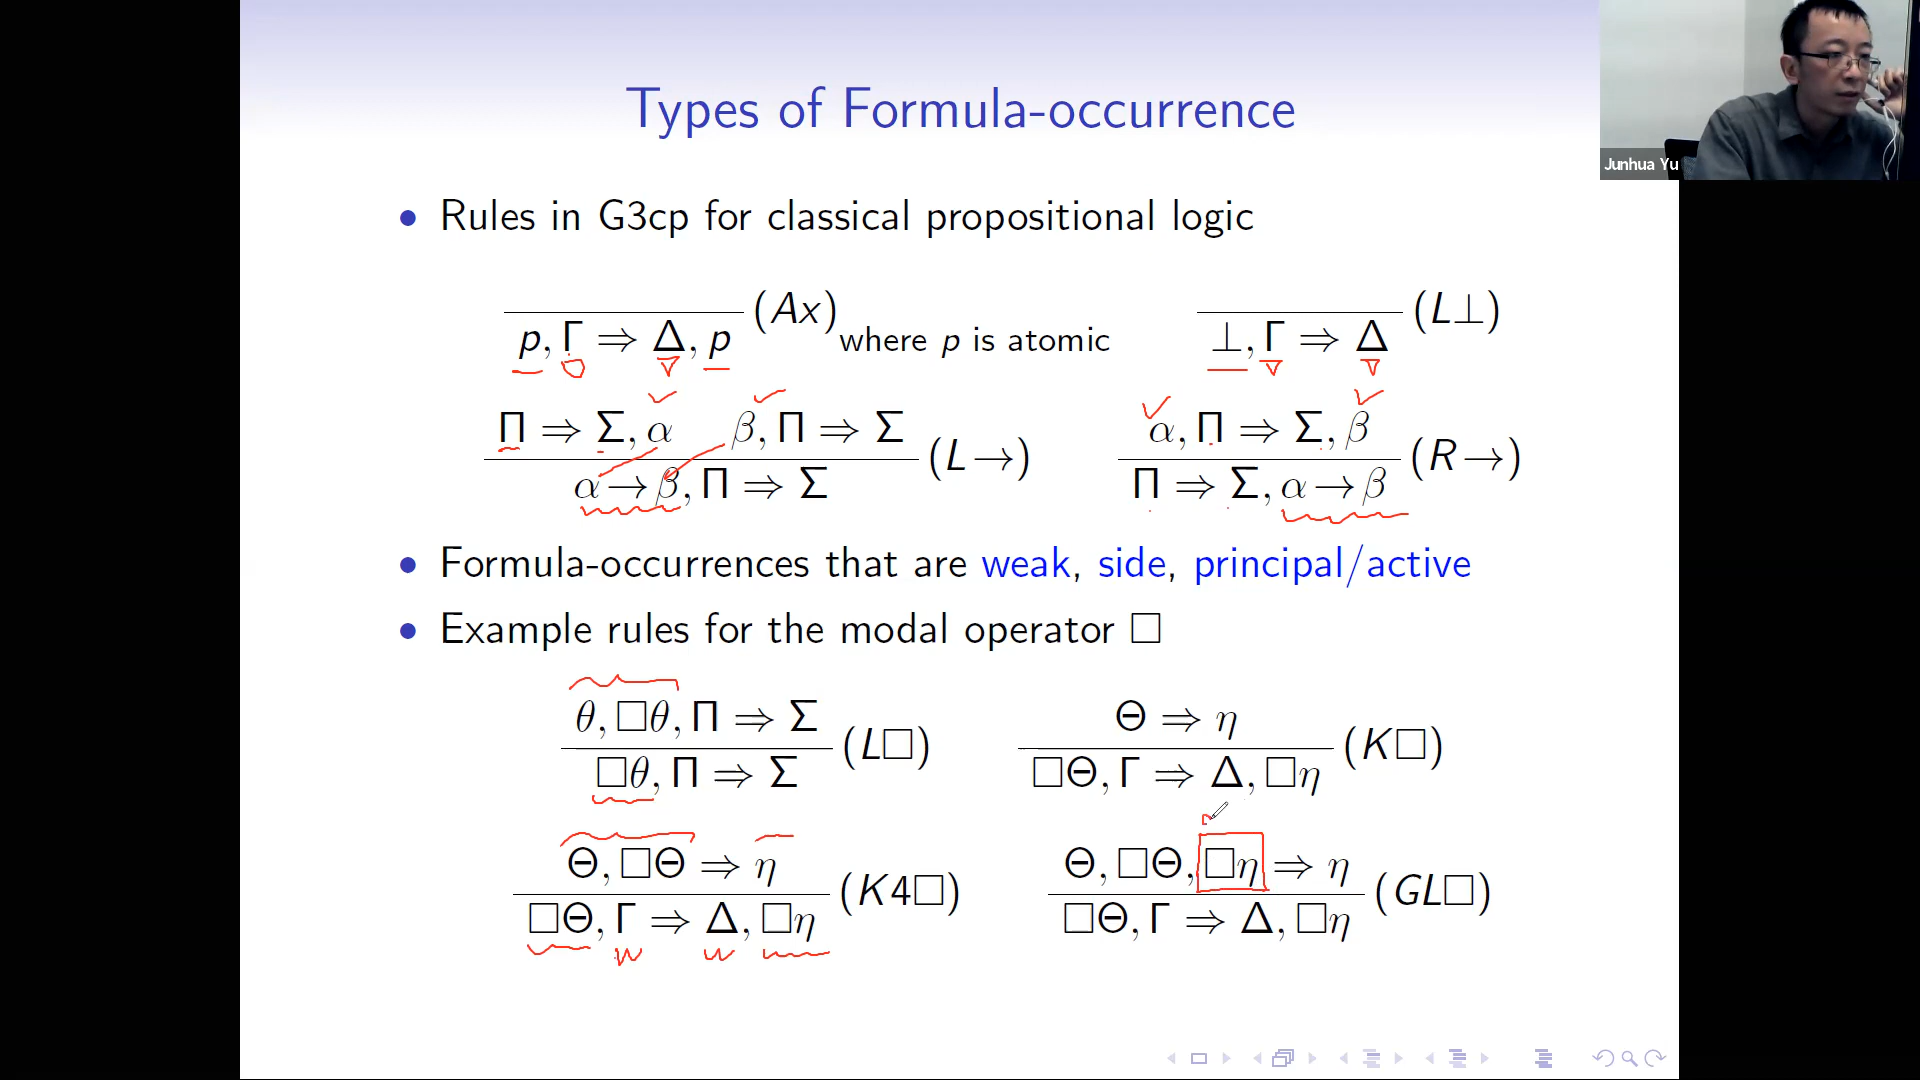 Types of Formula-occurrence
Junhua Yu
• Rules in G3cp for classical propositional logic
p, Γ ⇒ Δ, p (Ax) where p is atomic
⊥, Γ ⇒ Δ (L⊥)
Π ⇒ Σ, α β, Π ⇒ Σ
α → β, Π ⇒ Σ (L→)
α, Π ⇒ Σ, β
Π ⇒ Σ, α → β (R→)
• Formula-occurrences that are weak, side, principal/active
• Example rules for the modal operator □
θ, □θ, Π ⇒ Σ
□θ, Π ⇒ Σ (L□)
Θ ⇒ η
□Θ, Γ ⇒ Δ, □η (K□)
Θ, □Θ ⇒ η
□Θ, Γ ⇒ Δ, □η (K4□)
Θ, □Θ, □η ⇒ η
□Θ, Γ ⇒ Δ, □η (GL□)
w w